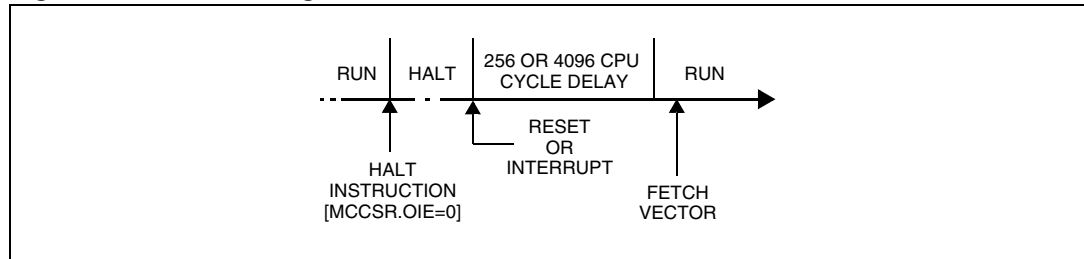 RUN
HALT
256 OR 4096 CPU
CYCLE DELAY
RUN
HALT
INSTRUCTION
[MCCSR.OIE=0]
RESET
OR
INTERRUPT
FETCH
VECTOR